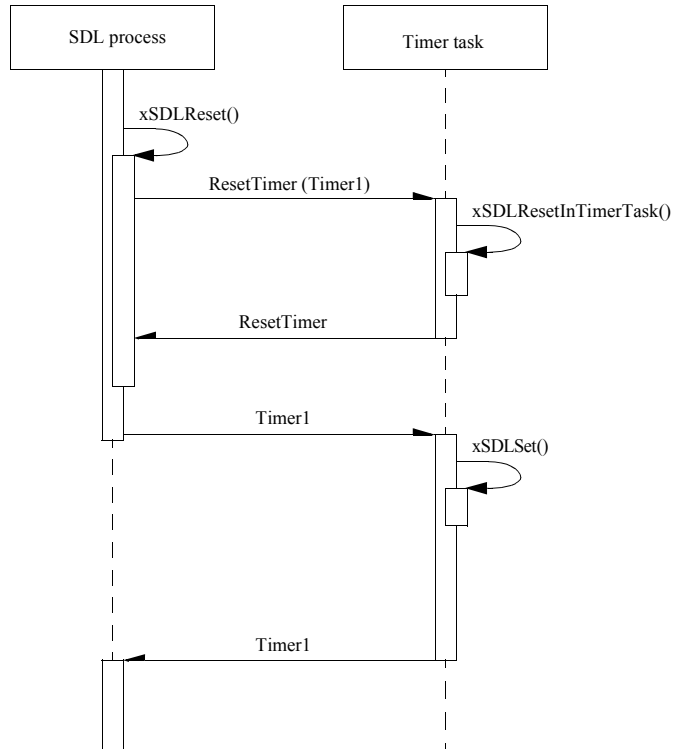 SDL process
Timer task
xSDLReset()
ResetTimer (Timer1)
xSDLResetInTimerTask()
ResetTimer
Timer1
xSDLSet()
Timer1